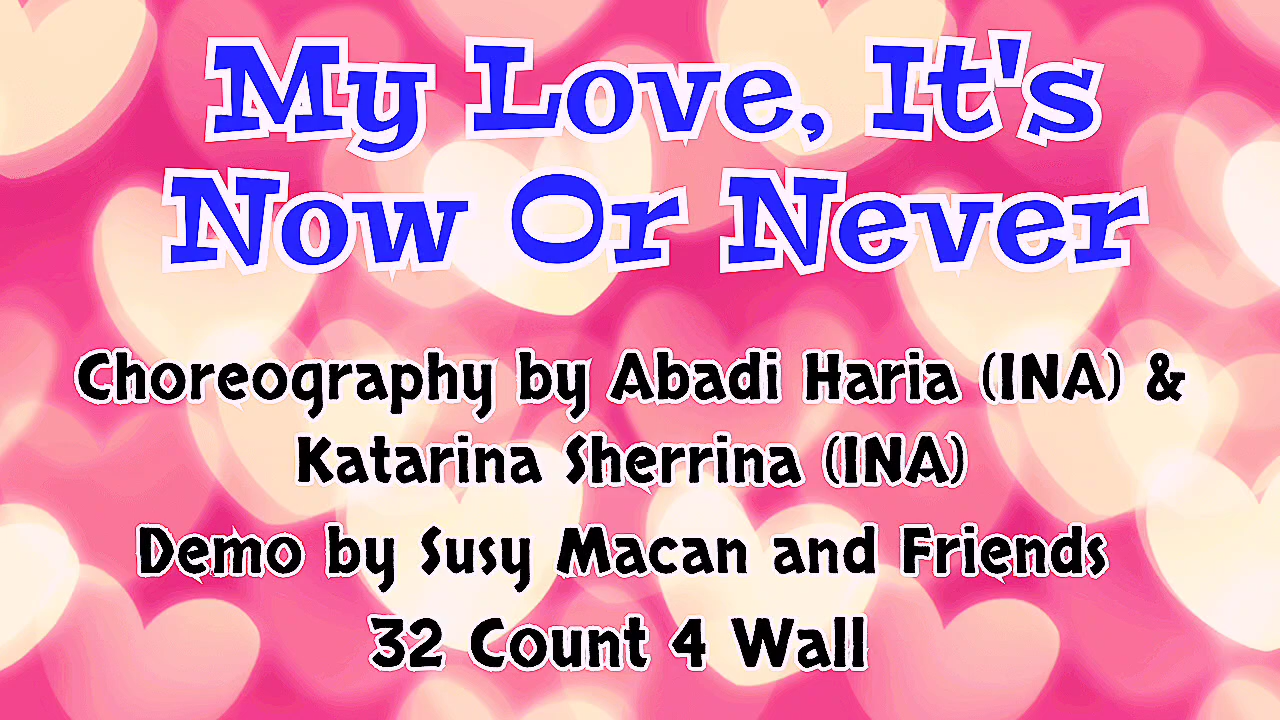 My Love, It's
Now Or Never
Choreography by Abadi Haria (INA) &
Katarina Sherrina (INA)
Demo by Susy Macan and Friends
32 Count 4 Wall